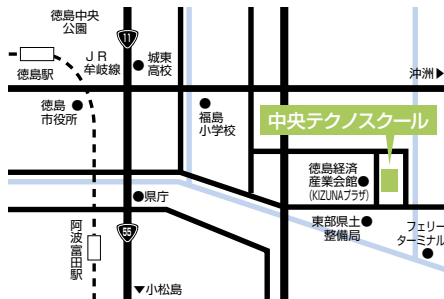 徳島中央
公園
11
JR
牟岐線
城東
高校
徳島駅
沖洲▶
徳島
市役所
福島
小学校
中央テクノスクール
徳島経済
産業会館
(KIZUNAプラザ)
県庁
東部県土
整備局
フェリー
ターミナル
阿波富田駅
55
▼小松島